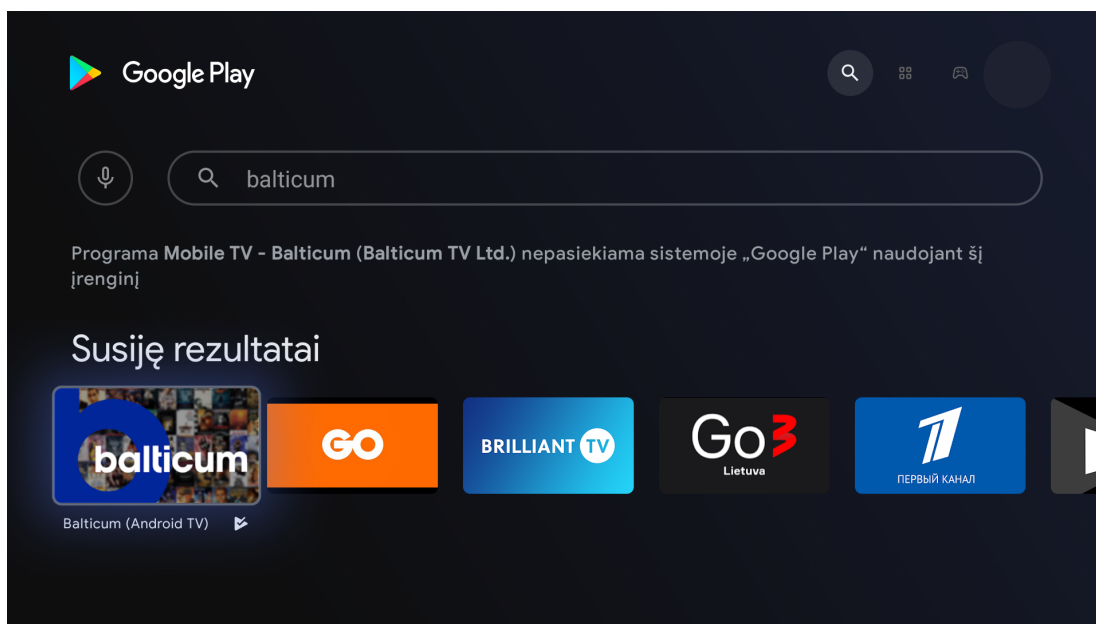 Google Play
balticum
Programa Mobile TV - Balticum (Balticum TV Ltd.) nepasiekiama sistemoje „Google Play“ naudojant šį
įrenginį
Susiję rezultatai
balticum
GO
BRILLIANT TV
Go3
Lietuva
ПЕРВЫЙ КАНАЛ
Balticum (Android TV)